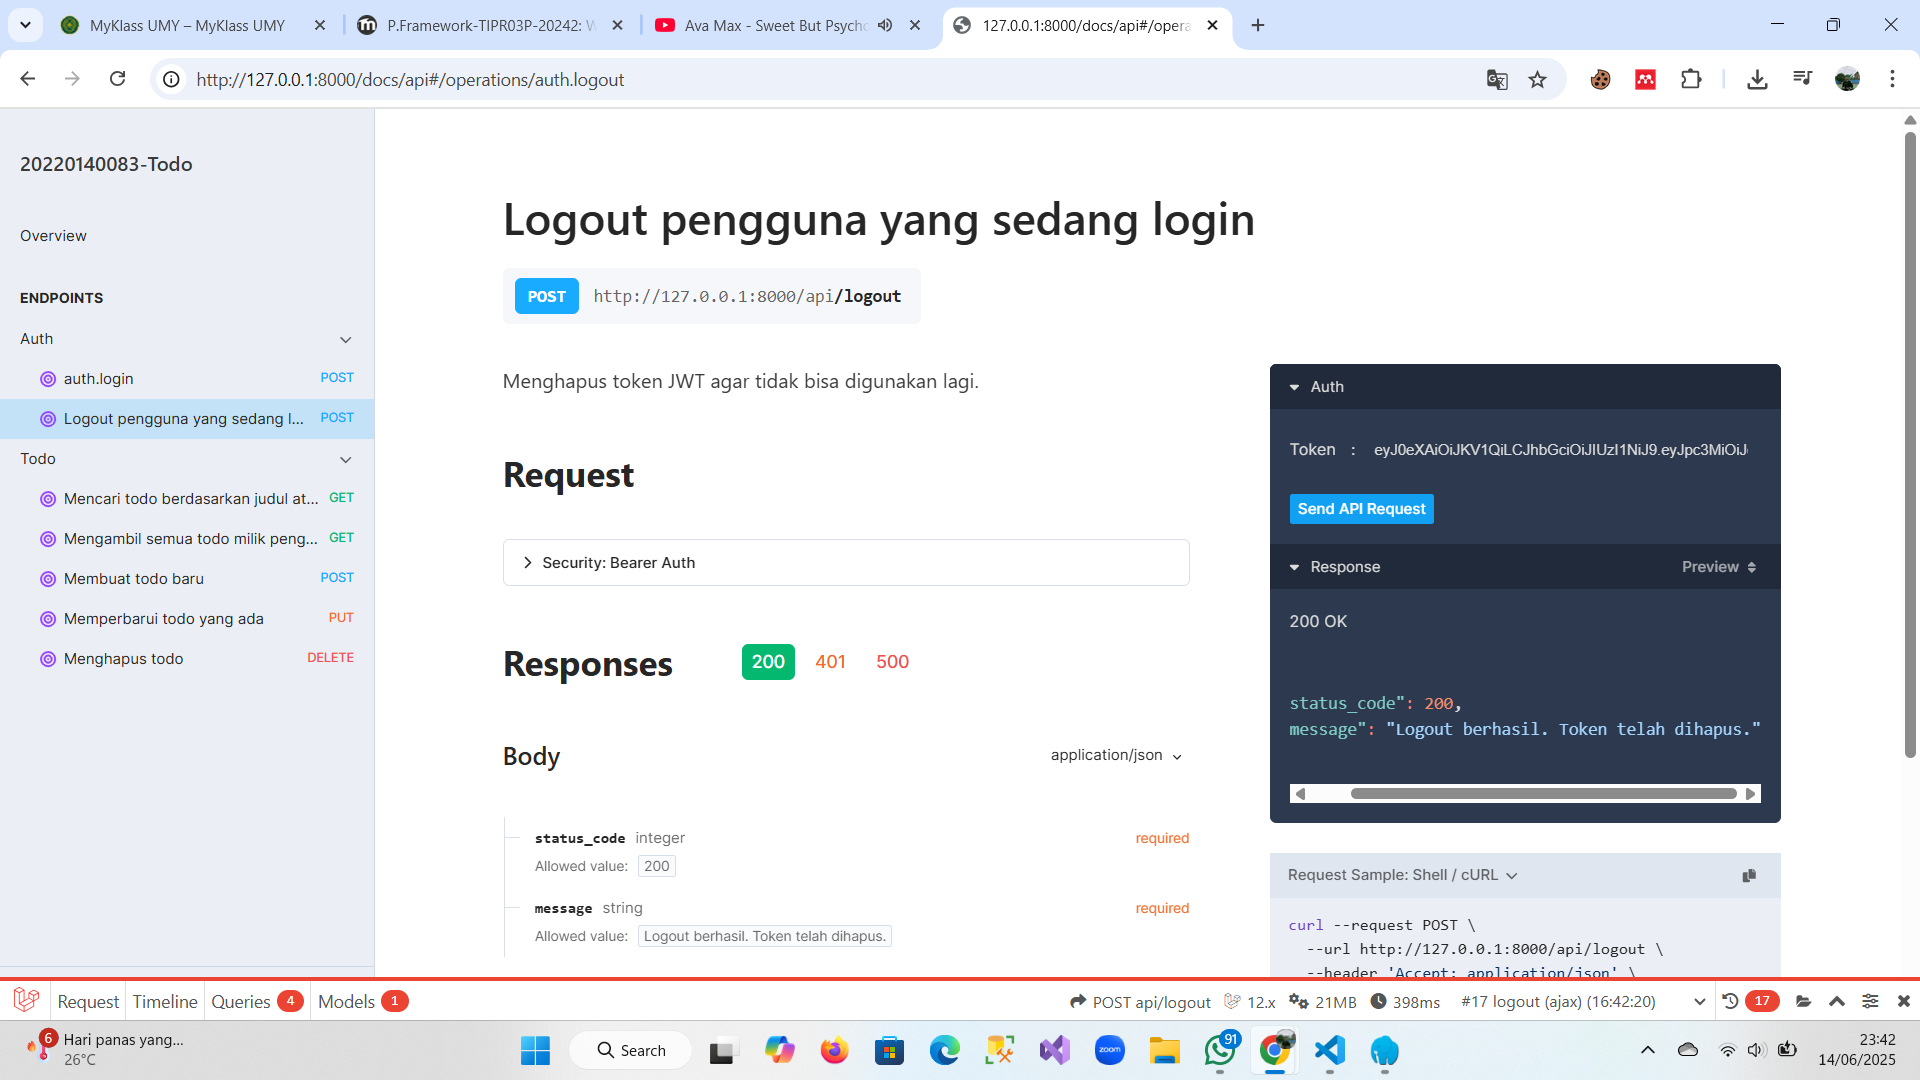 MyKlass UMY – MyKlass UMY
P.Framework-TIPR03P-20242: W
Ava Max - Sweet But Psycho
127.0.0.1:8000/docs/api#/opera
http://127.0.0.1:8000/docs/api#/operations/auth.logout
20220140083-Todo
Overview
ENDPOINTS
Auth
auth.login POST
Logout pengguna yang sedang l... POST
Todo
Mencari todo berdasarkan judul at... GET
Mengambil semua todo milik peng... GET
Membuat todo baru POST
Memperbarui todo yang ada PUT
Menghapus todo DELETE
Logout pengguna yang sedang login
POST http://127.0.0.1:8000/api/logout
Menghapus token JWT agar tidak bisa digunakan lagi.
Request
Security: Bearer Auth
Responses 200 401 500
Body application/json
status_code integer required
Allowed value: 200
message string required
Allowed value: Logout berhasil. Token telah dihapus.
Auth
Token : eyJ0eXAiOiJKV1QiLCJhbGciOiJIUzI1NiJ9.eyJpc3MiOiJ
Send API Request
Response Preview
200 OK
status_code": 200,
message": "Logout berhasil. Token telah dihapus."
Request Sample: Shell / cURL
curl --request POST \
--url http://127.0.0.1:8000/api/logout \
--header 'Accept: application/json' \
Request Timeline Queries 4 Models 1 POST api/logout 12.x 21MB 398ms #17 logout (ajax) (16:42:20) 17
6 Hari panas yang...
26°C
Search
zoom
91
23:42
14/06/2025